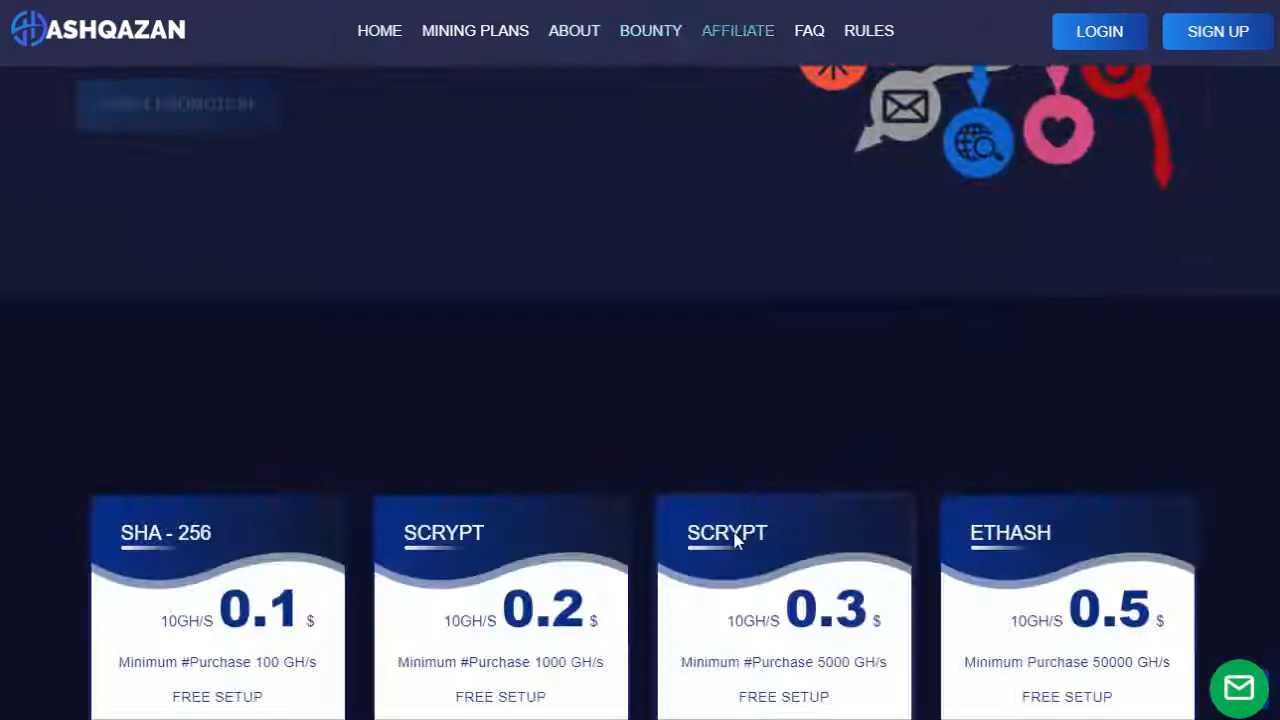 HASHQAZAN HOME MINING PLANS ABOUT BOUNTY AFFILIATE FAQ RULES LOGIN SIGN UP
SHA - 256
10GH/S 0.1 $
Minimum #Purchase 100 GH/s
FREE SETUP
SCRYPT
10GH/S 0.2 $
Minimum #Purchase 1000 GH/s
FREE SETUP
SCRYPT
10GH/S 0.3 $
Minimum #Purchase 5000 GH/s
FREE SETUP
ETHASH
10GH/S 0.5 $
Minimum Purchase 50000 GH/s
FREE SETUP